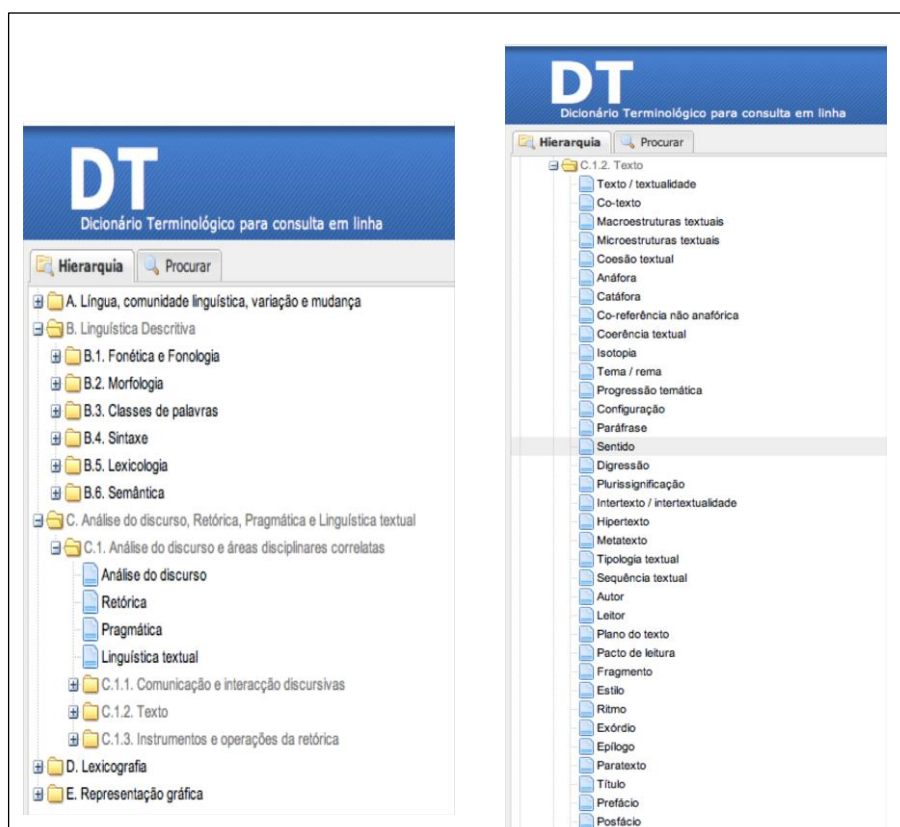 DT
Dicionário Terminológico para consulta em linha
Hierarquia
Procurar
A. Língua, comunidade linguística, variação e mudança
B. Linguística Descritiva
B.1. Fonética e Fonologia
B.2. Morfologia
B.3. Classes de palavras
B.4. Sintaxe
B.5. Lexicologia
B.6. Semântica
C. Análise do discurso, Retórica, Pragmática e Linguística textual
C.1. Análise do discurso e áreas disciplinares correlatas
Análise do discurso
Retórica
Pragmática
Linguística textual
C.1.1. Comunicação e interacção discursivas
C.1.2. Texto
C.1.3. Instrumentos e operações da retórica
D. Lexicografia
E. Representação gráfica
DT
Dicionário Terminológico para consulta em linha
Hierarquia
Procurar
C.1.2. Texto
Texto / textualidade
Co-texto
Macroestruturas textuais
Microestruturas textuais
Coesão textual
Anáfora
Catáfora
Co-referência não anafórica
Coerência textual
Isotopia
Tema / rema
Progressão temática
Configuração
Paráfrase
Sentido
Digressão
Plurissignificação
Intertexto / intertextualidade
Hipertexto
Metatexto
Tipologia textual
Sequência textual
Autor
Leitor
Plano do texto
Pacto de leitura
Fragmento
Estilo
Ritmo
Exórdio
Epílogo
Paratexto
Título
Prefácio
Posfácio